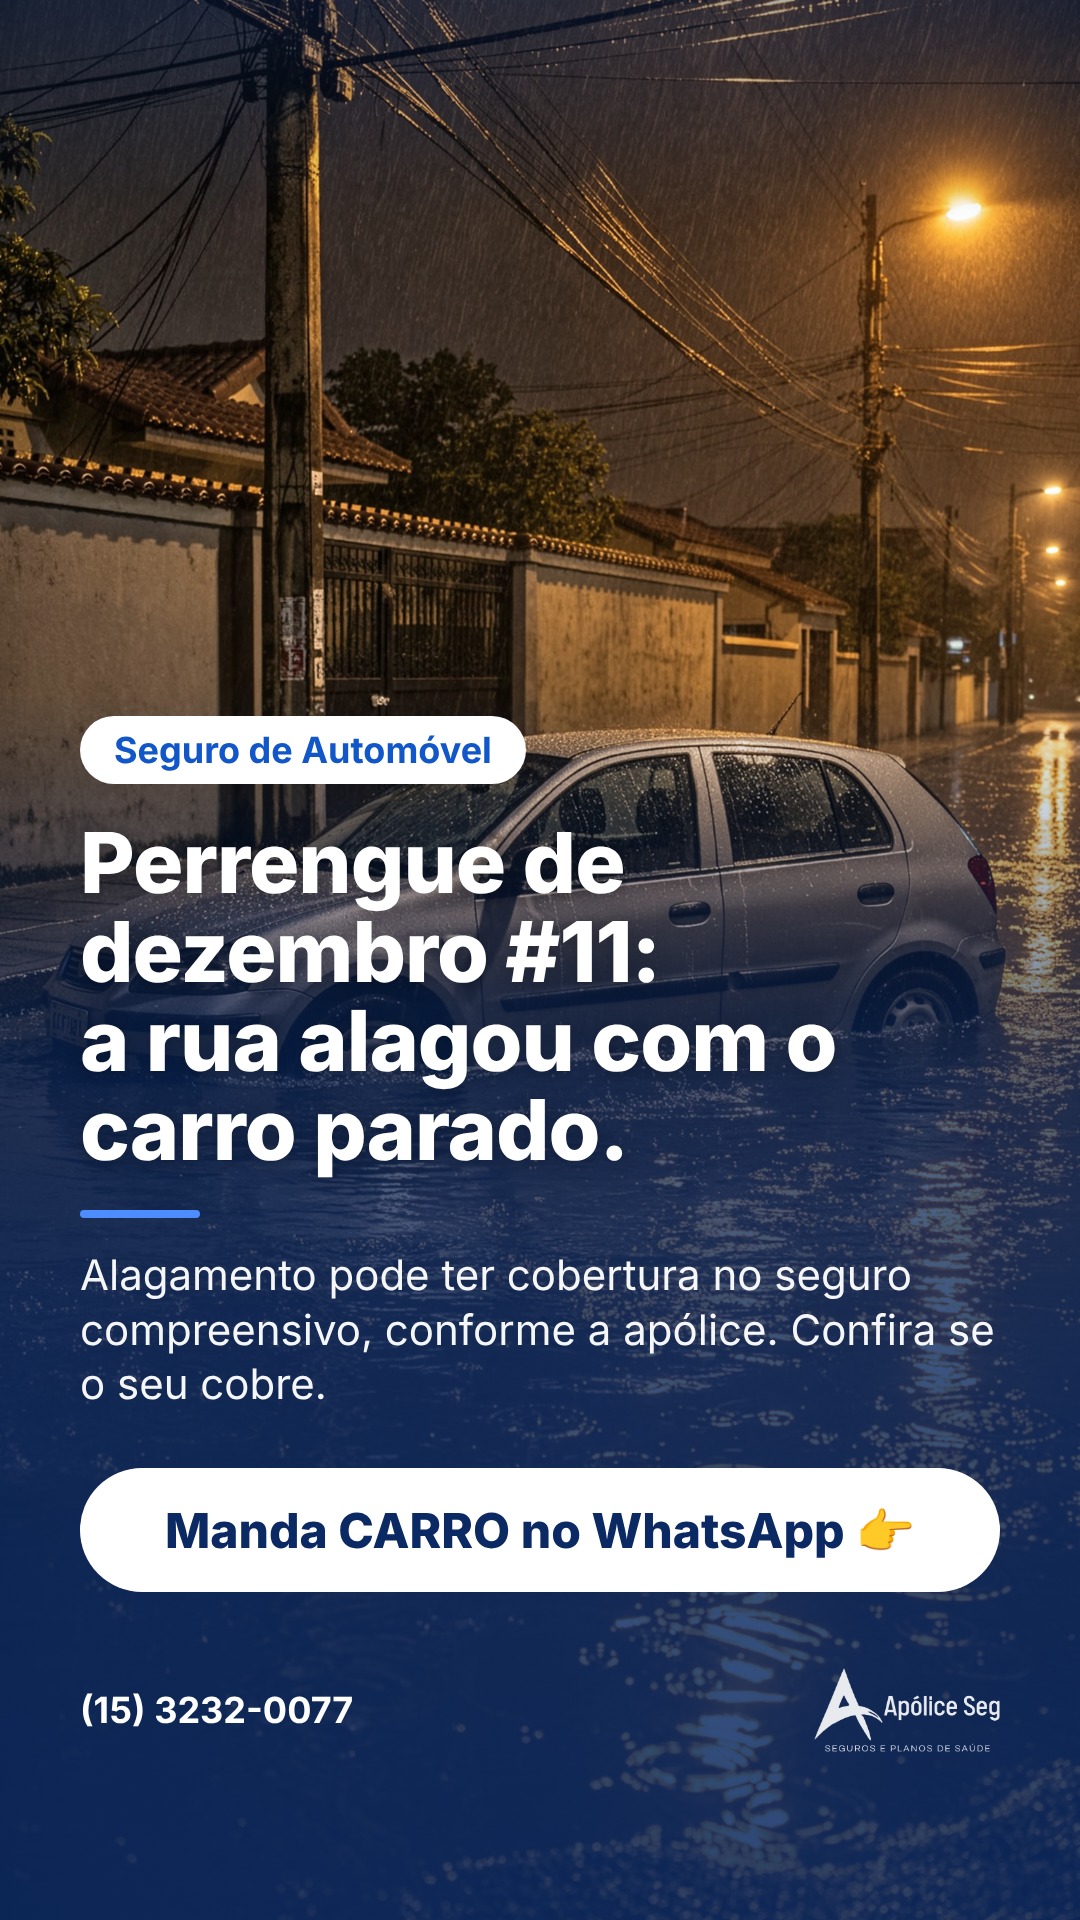 Seguro de Automóvel
Perrengue de
dezembro #11:
a rua alagou com o
carro parado.
Alagamento pode ter cobertura no seguro
compreensivo, conforme a apólice. Confira se
o seu cobre.
Manda CARRO no WhatsApp 👉
(15) 3232-0077
Apólice Seg
SEGUROS E PLANOS DE SAÚDE